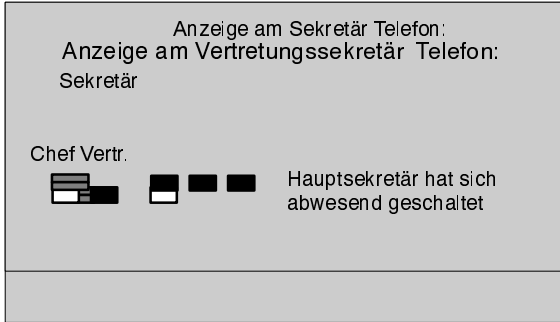 Anzeige am Sekretär Telefon:
Anzeige am Vertretungssekretär Telefon:
Sekretär
Chef Vertr.
Hauptsekretär hat sich
abwesend geschaltet